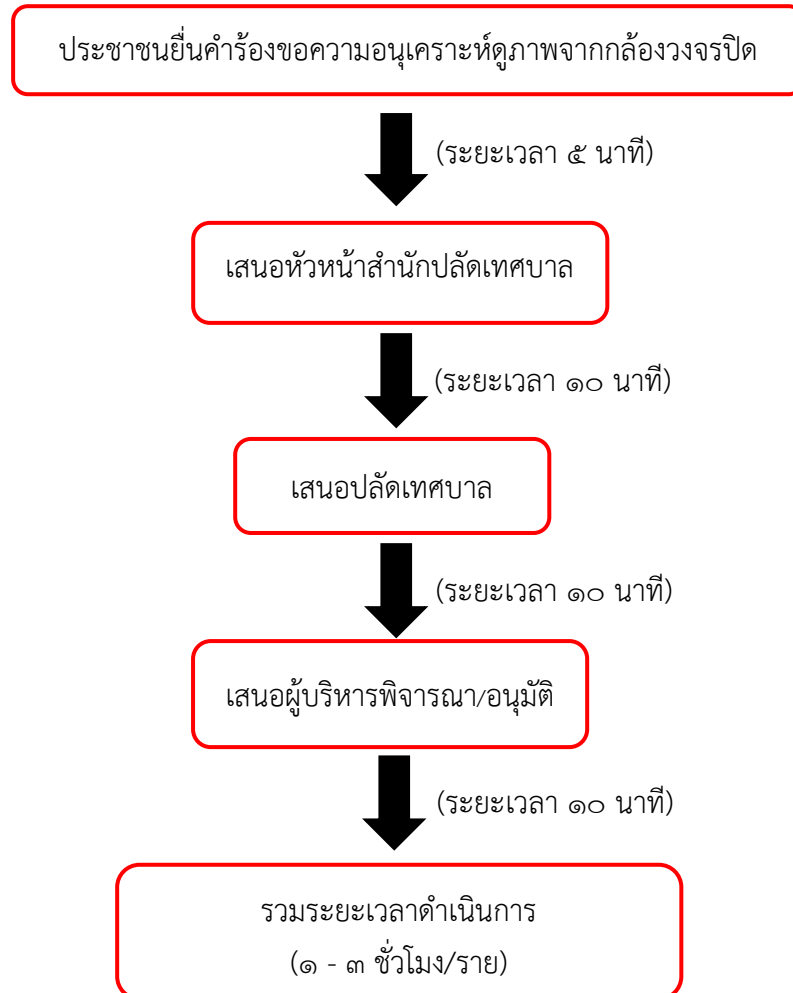 ประชาชนยื่นคำร้องขอความอนุเคราะห์ดูภาพจากกล้องวงจรปิด
(ระยะเวลา ๕ นาที)
เสนอหัวหน้าสำนักปลัดเทศบาล
(ระยะเวลา ๑๐ นาที)
เสนอปลัดเทศบาล
(ระยะเวลา ๑๐ นาที)
เสนอผู้บริหารพิจารณา/อนุมัติ
(ระยะเวลา ๑๐ นาที)
รวมระยะเวลาดำเนินการ
(๑ - ๓ ชั่วโมง/ราย)